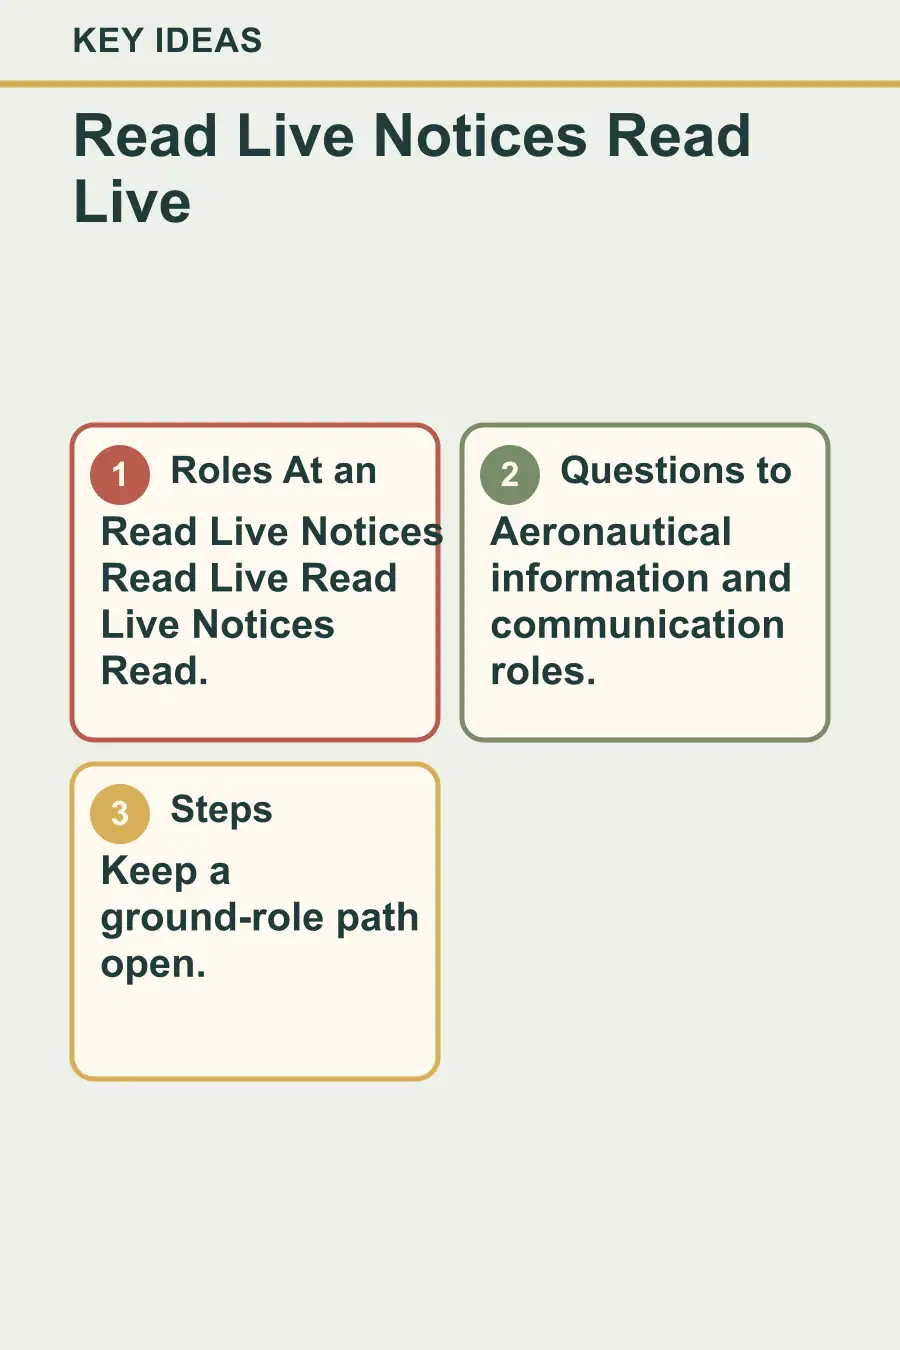 KEY IDEAS
Read Live Notices Read
Live
1 Roles At an
Read Live Notices
Read Live Read
Live Notices
Read.
2 Questions to
Aeronautical
information and
communication
roles.
3 Steps
Keep a
ground-role path
open.